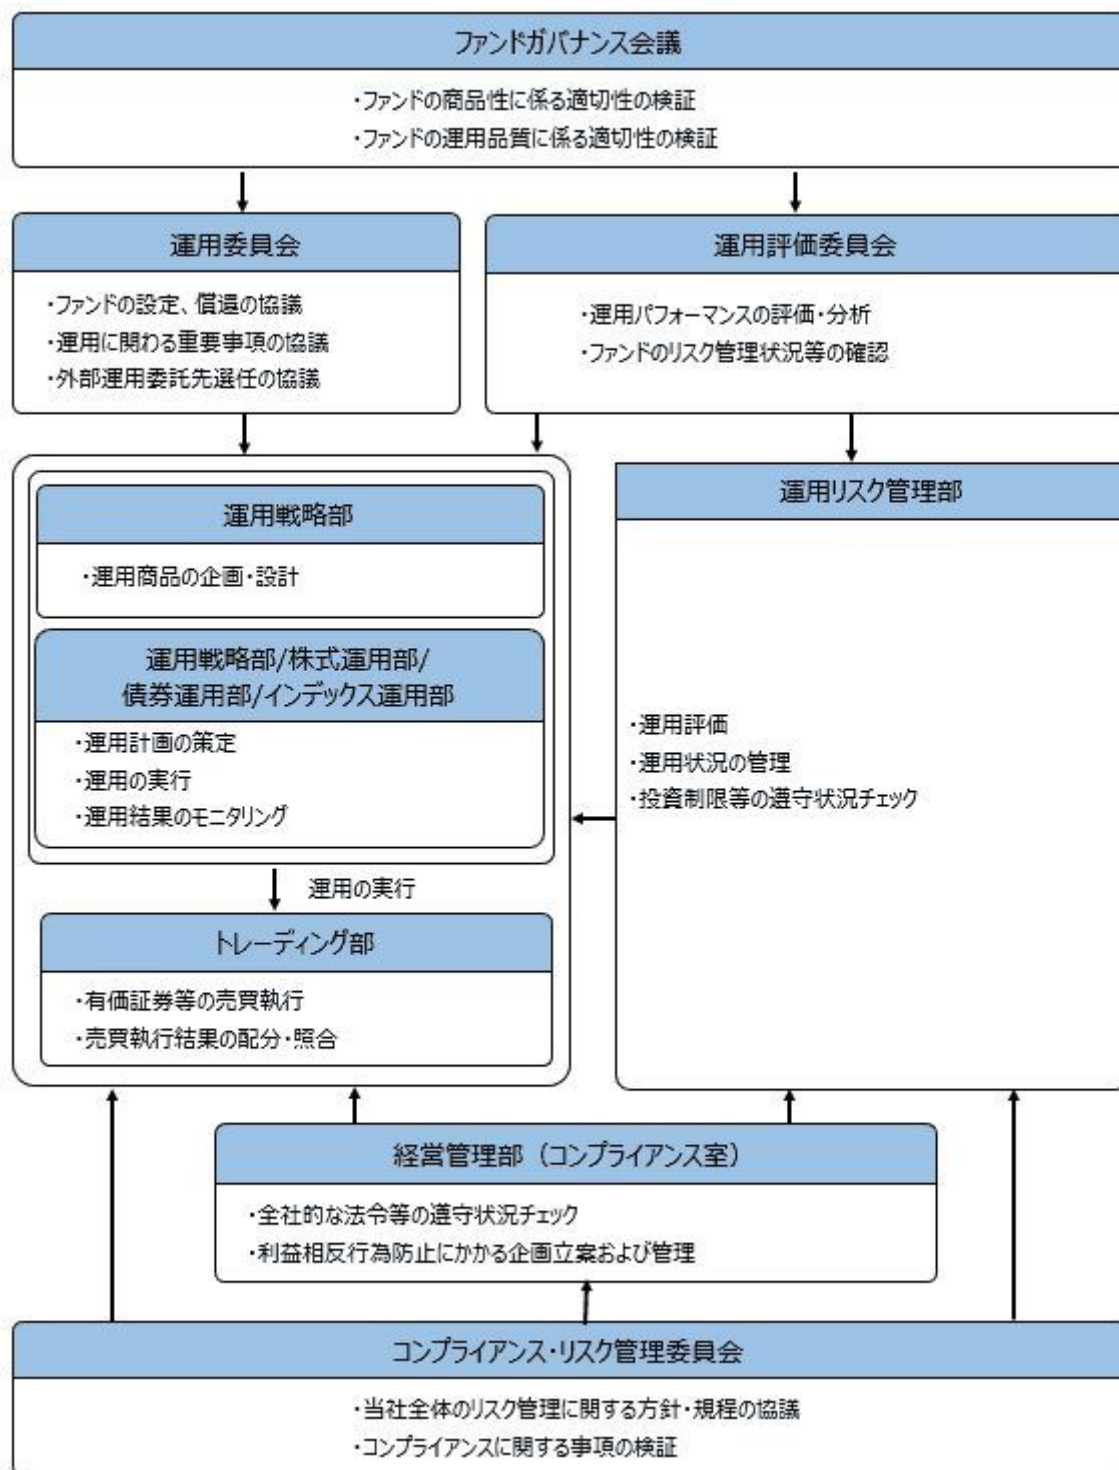 ファンドガバナンス会議
・ファンドの商品性に係る適切性の検証
・ファンドの運用品質に係る適切性の検証
運用委員会
・ファンドの設定、償還の協議
・運用に関わる重要事項の協議
・外部運用委託先選任の協議
運用評価委員会
・運用パフォーマンスの評価・分析
・ファンドのリスク管理状況等の確認
運用戦略部
・運用商品の企画・設計
運用戦略部/株式運用部/
債券運用部/インデックス運用部
・運用計画の策定
・運用の実行
・運用結果のモニタリング
運用の実行
トレーディング部
・有価証券等の売買執行
・売買執行結果の配分・照合
運用リスク管理部
・運用評価
・運用状況の管理
・投資制限等の遵守状況チェック
経営管理部（コンプライアンス室）
・全社的な法令等の遵守状況チェック
・利益相反行為防止にかかる企画立案および管理
コンプライアンス・リスク管理委員会
・当社全体のリスク管理に関する方針・規程の協議
・コンプライアンスに関する事項の検証